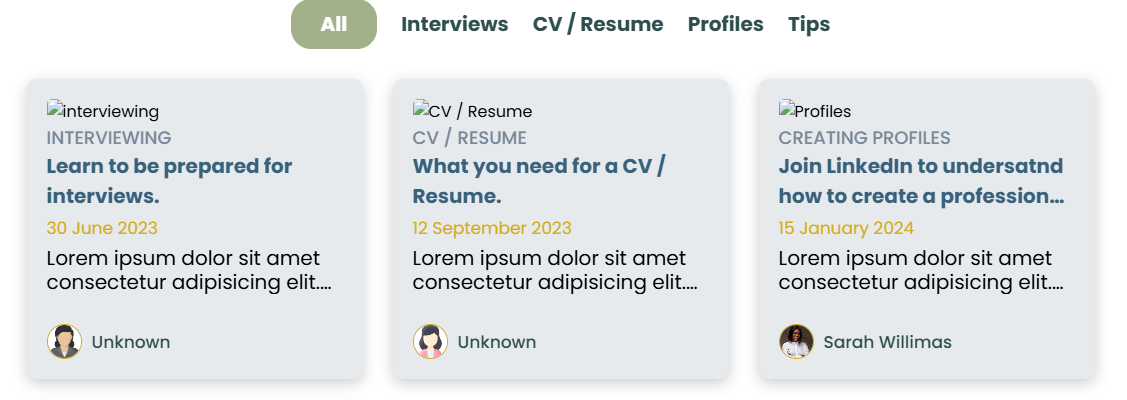 All Interviews CV / Resume Profiles Tips
interviewing
INTERVIEWING
Learn to be prepared for
interviews.
30 June 2023
Lorem ipsum dolor sit amet
consectetur adipisicing elit....
Unknown
CV / Resume
CV / RESUME
What you need for a CV /
Resume.
12 September 2023
Lorem ipsum dolor sit amet
consectetur adipisicing elit....
Unknown
Profiles
CREATING PROFILES
Join LinkedIn to undersatnd
how to create a profession...
15 January 2024
Lorem ipsum dolor sit amet
consectetur adipisicing elit....
Sarah Willimas